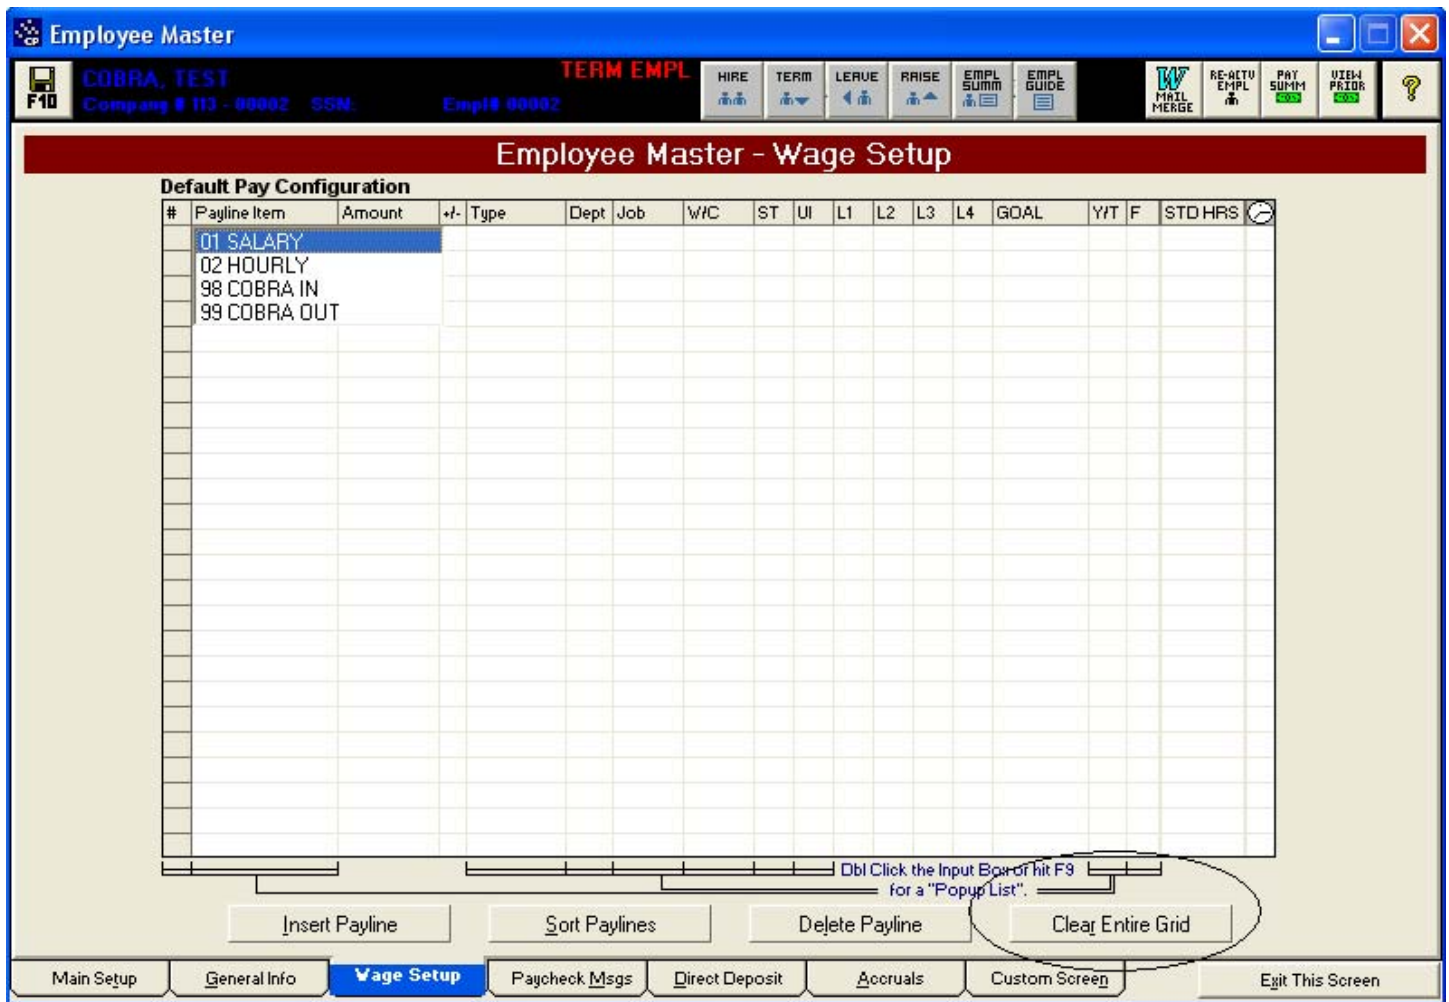 Employee Master
F10
COBRA, TEST
TERM EMPL
Company # 113 - 00002 SSN: Empl# 00002
HIRE
TERM
LEAVE
RAISE
EMPL SUMM
EMPL GUIDE
W
MAIL MERGE
RE-ACTV EMPL
PAY SUMM
VIEW PRIOR
?
Employee Master - Wage Setup
Default Pay Configuration
# Payline Item Amount +/- Type Dept Job W/C ST UI L1 L2 L3 L4 GOAL Y/T F STD HRS
01 SALARY
02 HOURLY
98 COBRA IN
99 COBRA OUT
Dbl Click the Input Box or hit F9
for a "Popup List".
Insert Payline Sort Paylines Delete Payline Clear Entire Grid
Main Setup General Info Wage Setup Paycheck Msgs Direct Deposit Accruals Custom Screen Exit This Screen